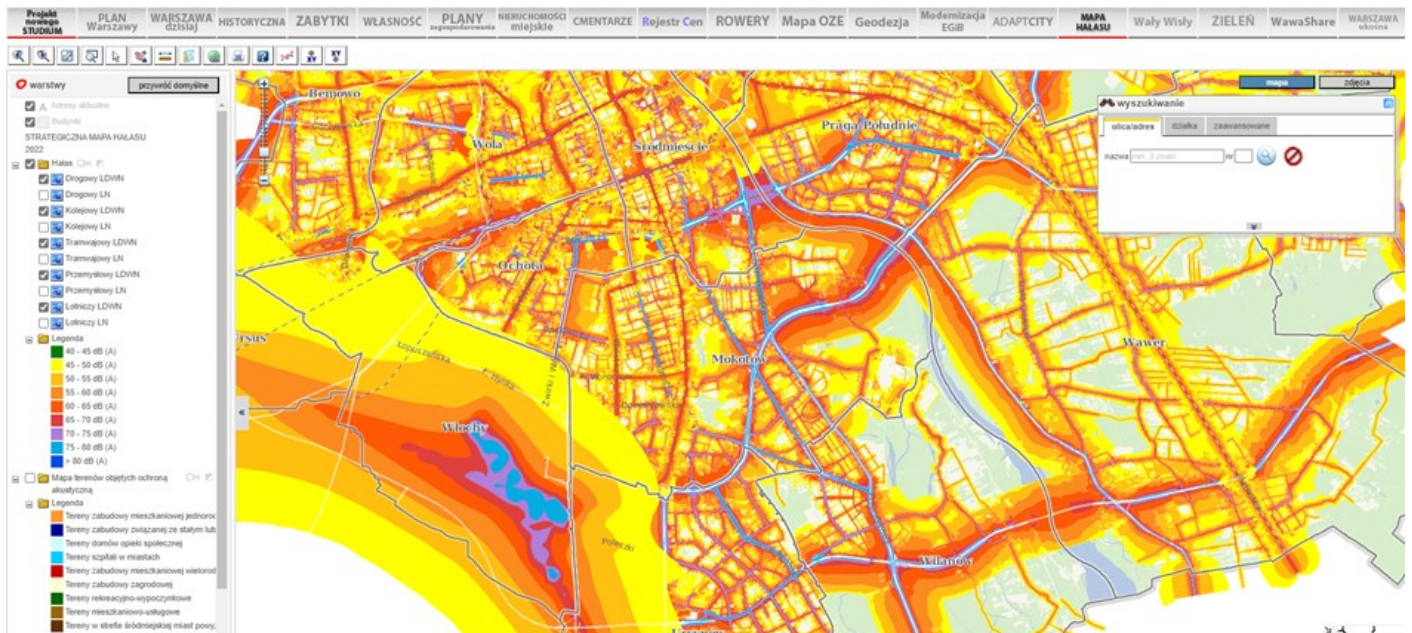 Projekt nowego STUDIUM
PLAN Warszawy
WARSZAWA dzisiaj
HISTORYCZNA
ZABYTKI
WŁASNOŚĆ
PLANY zagospodarowania
NIERUCHOMOŚCI miejskie
CMENTARZE
Rejestr Cen
ROWERY
Mapa OZE
Geodezja
Modernizacja EGiB
ADAPTCITY
MAPA HAŁASU
Wały Wisły
ZIELEŃ
WawaShare
WARSZAWA ukośna
warstwy
przywróć domyślne
Adresy aktualne
Budynki
STRATEGICZNA MAPA HAŁASU
2022
Hałas
Drogowy LDWN
Drogowy LN
Kolejowy LDWN
Kolejowy LN
Tramwajowy LDWN
Tramwajowy LN
Przemysłowy LDWN
Przemysłowy LN
Lotniczy LDWN
Lotniczy LN
Legenda
40 - 45 dB (A)
45 - 50 dB (A)
50 - 55 dB (A)
55 - 60 dB (A)
60 - 65 dB (A)
65 - 70 dB (A)
70 - 75 dB (A)
75 - 80 dB (A)
> 80 dB (A)
Mapa terenów objętych ochroną
akustyczną
Legenda
Tereny zabudowy mieszkaniowej jednoroz
Tereny zabudowy związanej ze stałym lub
Tereny domów opieki społecznej
Tereny szpitali w miastach
Tereny zabudowy mieszkaniowej wielorod
Tereny zabudowy zagrodowej
Tereny rekreacyjno-wypoczynkowe
Tereny mieszkaniowo-usługowe
Tereny w strefie śródmiejskiej miast powy.
mapa
zdjęcia
wyszukiwanie
ulica/adres
działka
zaawansowane
nazwa min. 3 znaki nr
Bemowo
Wola
Śródmieście
Praga-Południe
Ochota
Łopuszańska
Mokotów
Wawer
Włochy
Poleczki
Wilanów